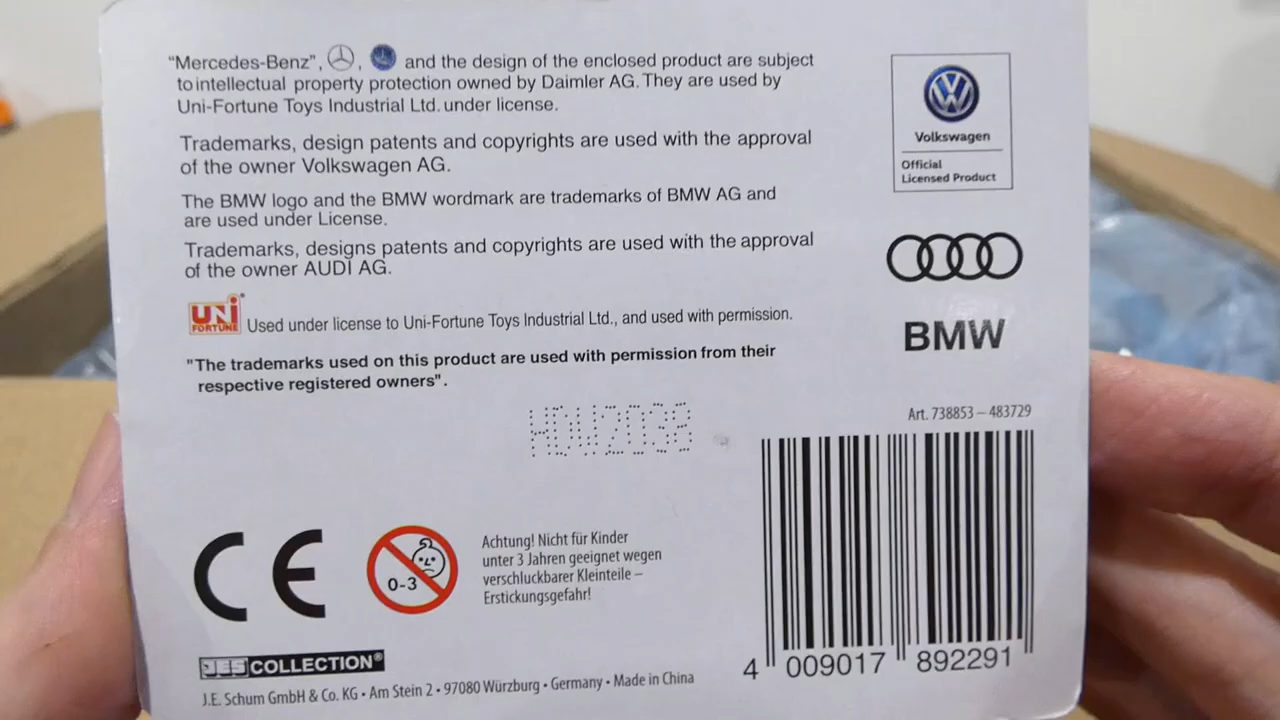 "Mercedes-Benz", , and the design of the enclosed product are subject
to intellectual property protection owned by Daimler AG. They are used by
Uni-Fortune Toys Industrial Ltd. under license.
Trademarks, design patents and copyrights are used with the approval
of the owner Volkswagen AG.
The BMW logo and the BMW wordmark are trademarks of BMW AG and
are used under License.
Trademarks, designs patents and copyrights are used with the approval
of the owner AUDI AG.
UNi
FORTUNE
Used under license to Uni-Fortune Toys Industrial Ltd., and used with permission.
"The trademarks used on this product are used with permission from their
respective registered owners".
Volkswagen
Official
Licensed Product
BMW
HDW2038
Art. 738853 – 483729
CE
0-3
Achtung! Nicht für Kinder
unter 3 Jahren geeignet wegen
verschluckbarer Kleinteile –
Erstickungsgefahr!
4 009017 892291
JES COLLECTION®
J.E. Schum GmbH & Co. KG • Am Stein 2 • 97080 Würzburg • Germany • Made in China